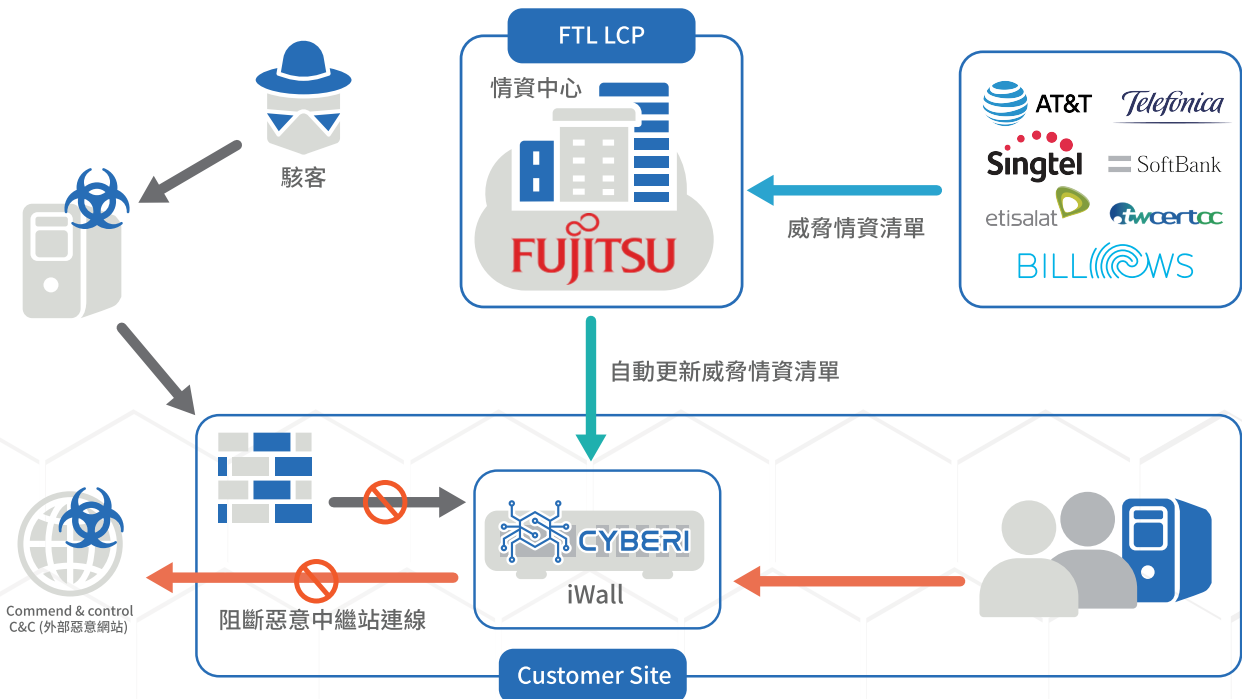 FTL LCP
情資中心
FUJITSU
駭客
AT&T
Telefónica
Singtel
SoftBank
etisalat
twcertcc
BILLOWS
威脅情資清單
自動更新威脅情資清單
CYBERI
iWall
Commend & control
C&C (外部惡意網站)
阻斷惡意中繼站連線
Customer Site